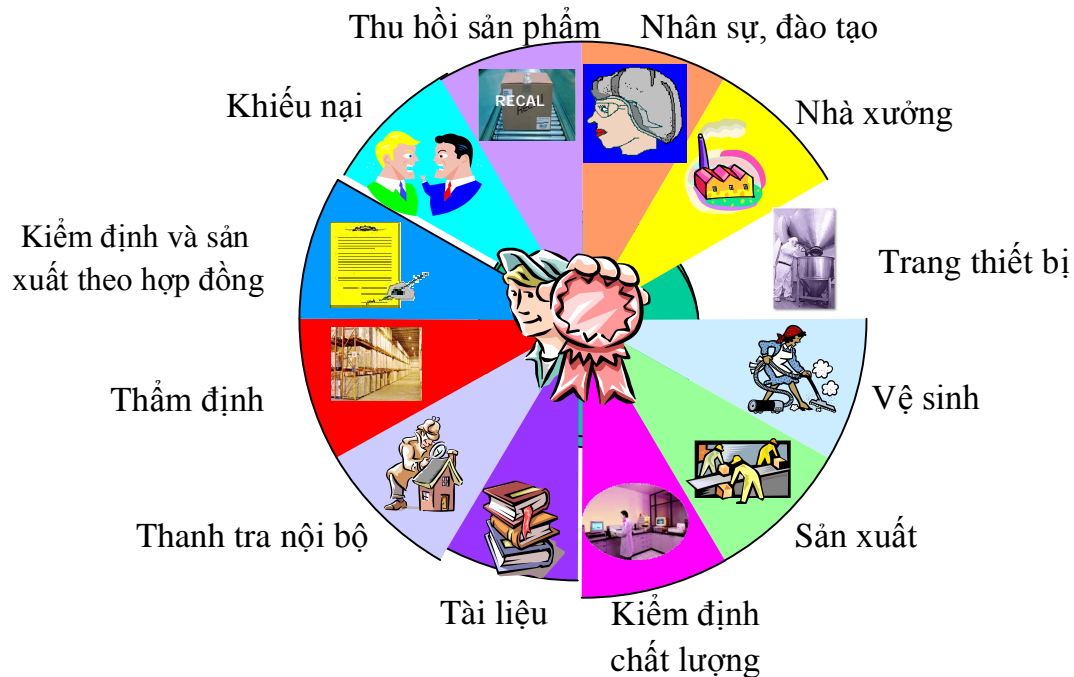 Thu hồi sản phẩm
Nhân sự, đào tạo
Khiếu nại
RECAL
Nhà xưởng
Kiểm định và sản
xuất theo hợp đồng
Trang thiết bị
Thẩm định
Vệ sinh
Thanh tra nội bộ
Sản xuất
Tài liệu
Kiểm định
chất lượng